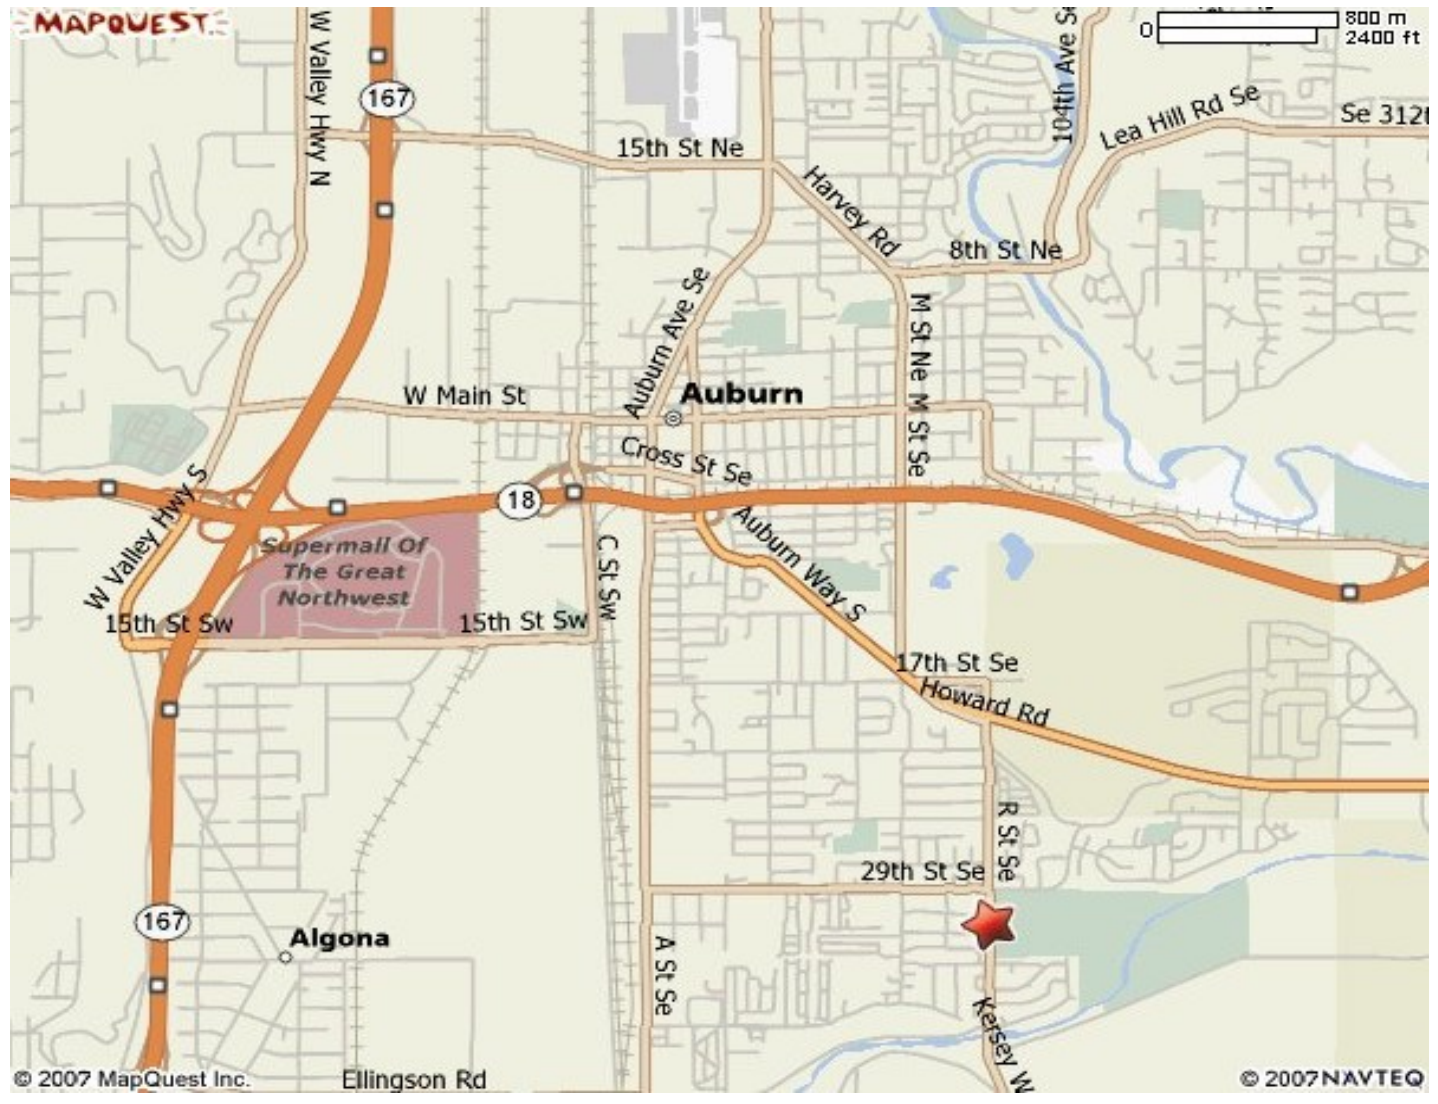 MAPQUEST
0
800 m
2400 ft
W Valley Hwy N
167
104th Ave Se
Lea Hill Rd Se
Se 312t
15th St Ne
Harvey Rd
8th St Ne
Auburn Ave Se
M St Ne
M St Se
W Main St
Auburn
Cross St Se
W Valley Hwy S
18
Supermall Of
The Great
Northwest
C St Sw
Auburn Way S
15th St Sw
15th St Sw
17th St Se
Howard Rd
R St Se
29th St Se
167
Algona
A St Se
Kersey W
Ellingson Rd
© 2007 MapQuest Inc.
© 2007 NAVTEQ